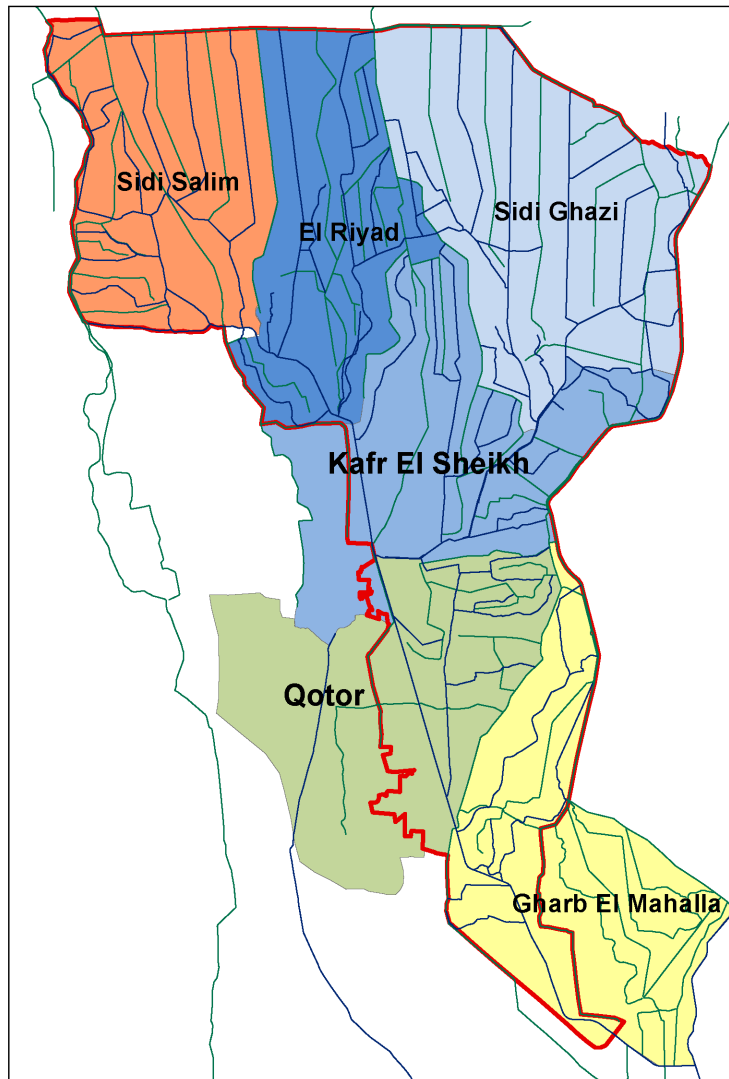 Sidi Salim
El Riyad
Sidi Ghazi
Kafr El Sheikh
Qotor
Gharb El Mahalla